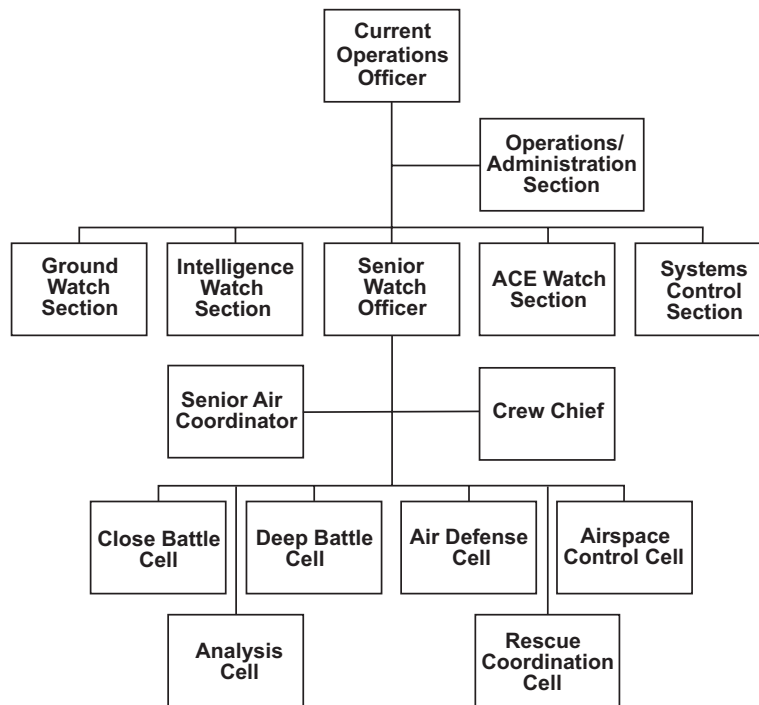 Current
Operations
Officer
Operations/
Administration
Section
Ground
Watch
Section
Intelligence
Watch
Section
Senior
Watch
Officer
ACE Watch
Section
Systems
Control
Section
Senior Air
Coordinator
Crew Chief
Close Battle
Cell
Deep Battle
Cell
Air Defense
Cell
Airspace
Control Cell
Analysis
Cell
Rescue
Coordination
Cell